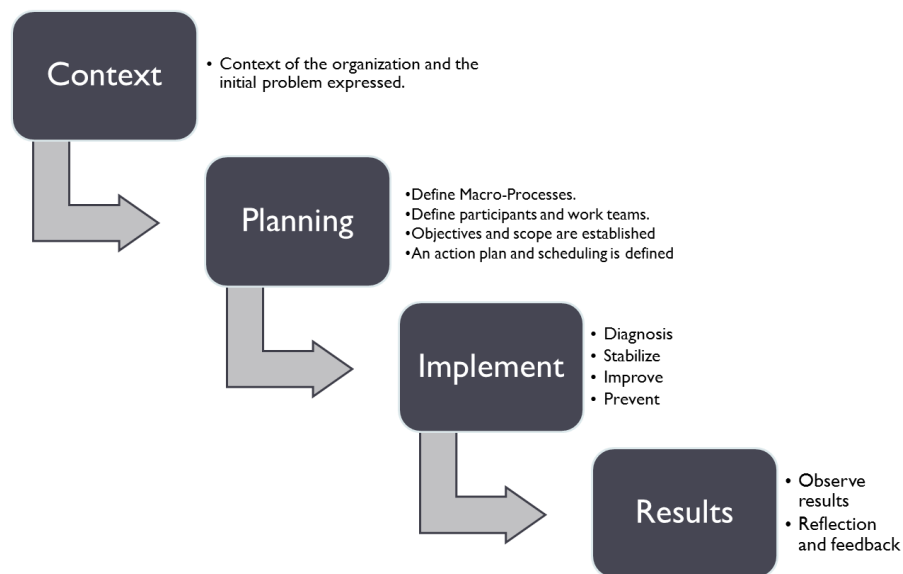 Context
• Context of the organization and the
initial problem expressed.
Planning
•Define Macro-Processes.
•Define participants and work teams.
•Objectives and scope are established
•An action plan and scheduling is defined
Implement
• Diagnosis
• Stabilize
• Improve
• Prevent
Results
• Observe
results
• Reflection
and feedback